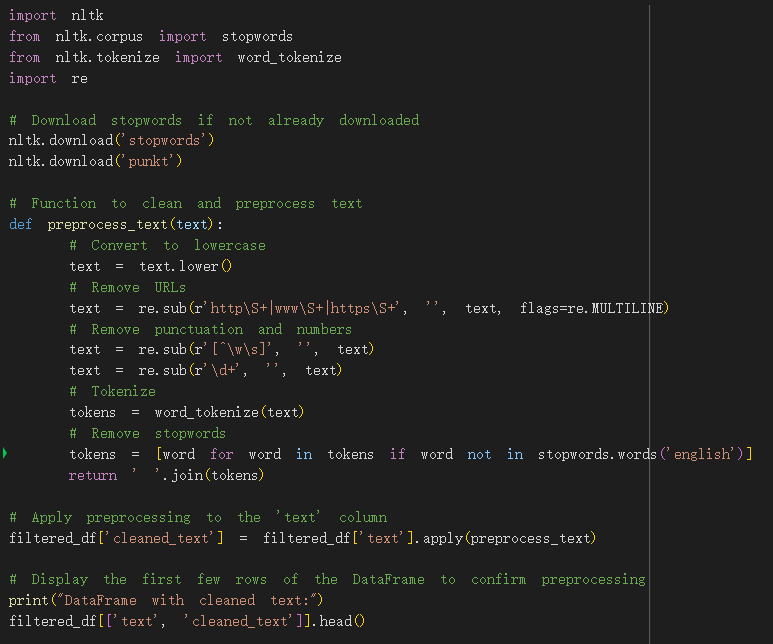 import nltk
from nltk.corpus import stopwords
from nltk.tokenize import word_tokenize
import re

# Download stopwords if not already downloaded
nltk.download('stopwords')
nltk.download('punkt')

# Function to clean and preprocess text
def preprocess_text(text):
    # Convert to lowercase
    text = text.lower()
    # Remove URLs
    text = re.sub(r'http\S+|www\S+|https\S+', '', text, flags=re.MULTILINE)
    # Remove punctuation and numbers
    text = re.sub(r'[^\w\s]', '', text)
    text = re.sub(r'\d+', '', text)
    # Tokenize
    tokens = word_tokenize(text)
    # Remove stopwords
    tokens = [word for word in tokens if word not in stopwords.words('english')]
    return ' '.join(tokens)

# Apply preprocessing to the 'text' column
filtered_df['cleaned_text'] = filtered_df['text'].apply(preprocess_text)

# Display the first few rows of the DataFrame to confirm preprocessing
print("DataFrame with cleaned text:")
filtered_df[['text', 'cleaned_text']].head()